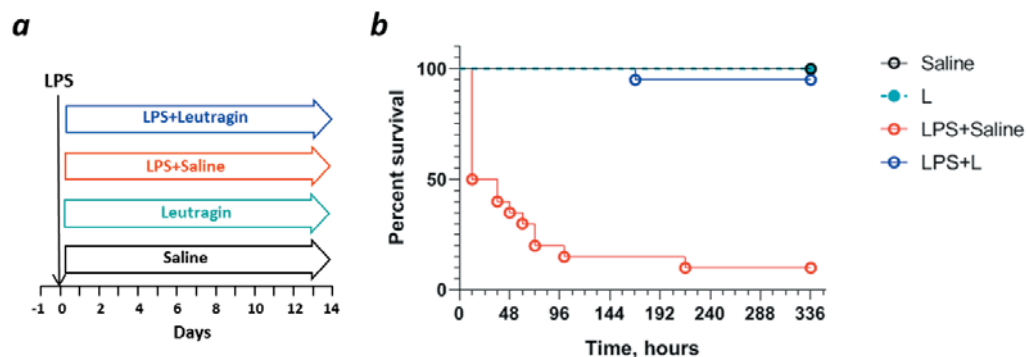 a
LPS
LPS+Leutragin
LPS+Saline
Leutragin
Saline
-1 0 2 4 6 8 10 12 14
Days
b
Percent survival
100
50
0
0 48 96 144 192 240 288 336
Time, hours
Saline
L
LPS+Saline
LPS+L